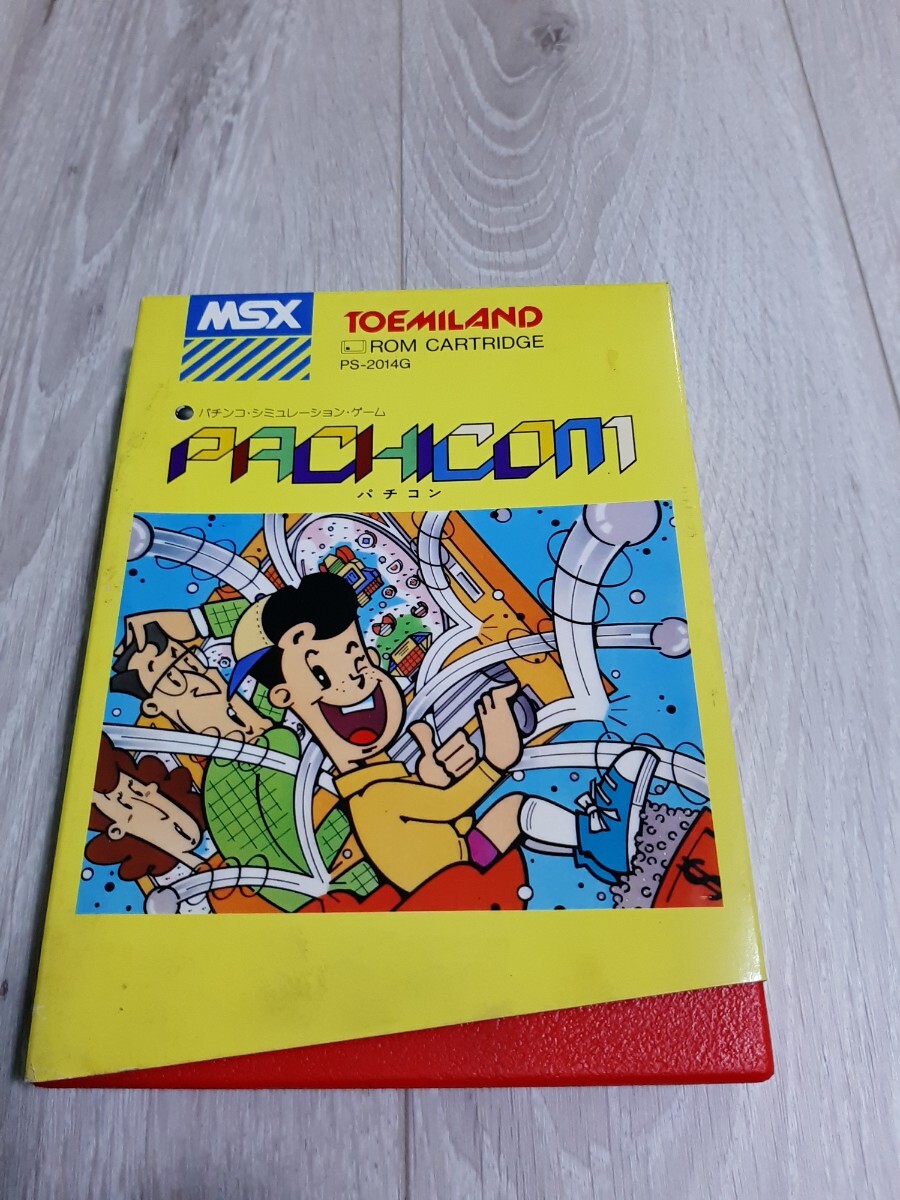 MSX
TOEMILAND
ROM CARTRIDGE
PS-2014G
パチンコ・シミュレーション・ゲーム
PACHICOM
パチコン
$